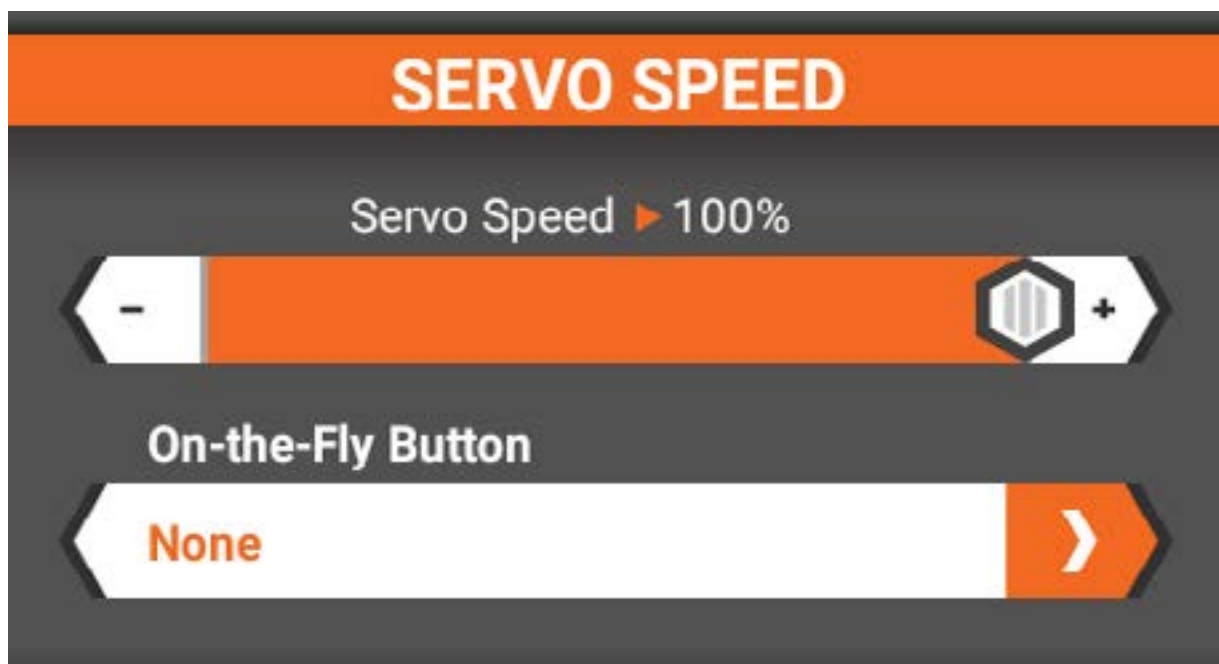 SERVO SPEED
Servo Speed ▶ 100%
- +
On-the-Fly Button
None